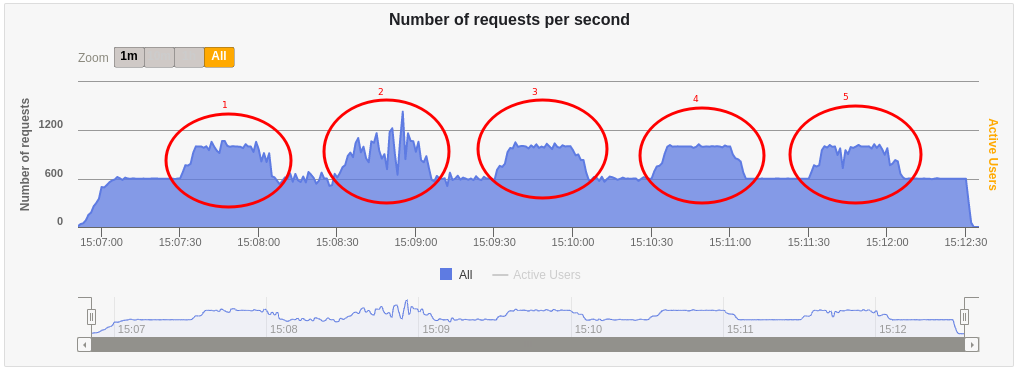 Number of requests per second
Zoom 1m All
1 2 3 4 5
Number of requests
1200
600
0
Active Users
15:07:00 15:07:30 15:08:00 15:08:30 15:09:00 15:09:30 15:10:00 15:10:30 15:11:00 15:11:30 15:12:00 15:12:30
All Active Users
15:07 15:08 15:09 15:10 15:11 15:12